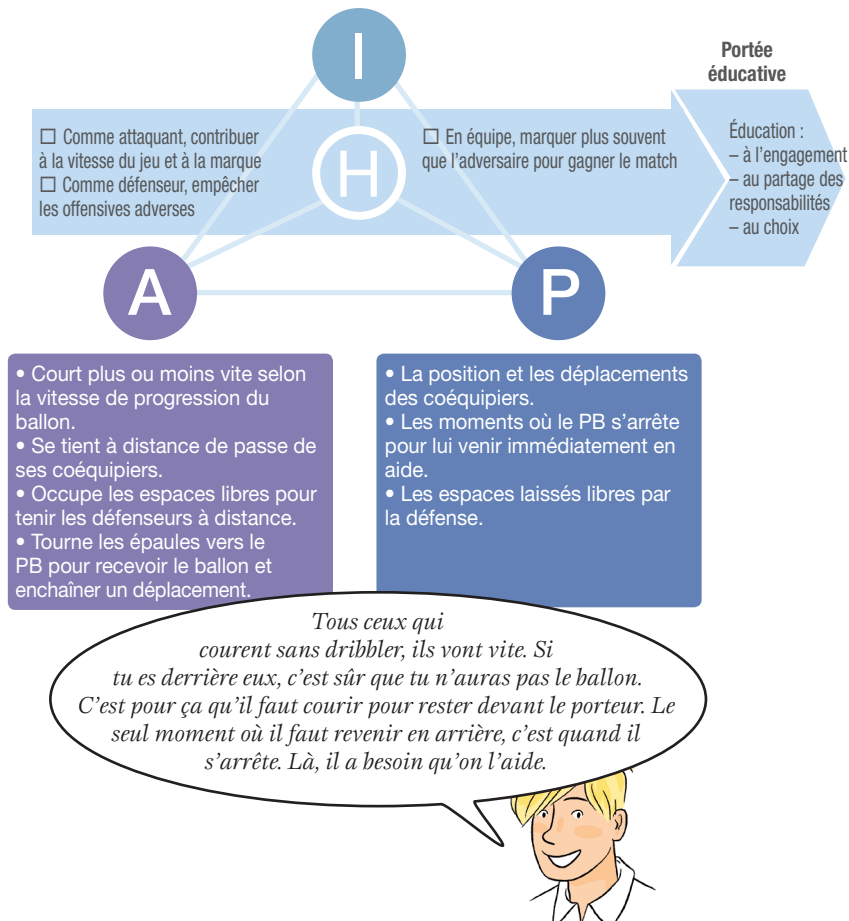 I
Portée
éducative
☐ Comme attaquant, contribuer
à la vitesse du jeu et à la marque
☐ Comme défenseur, empêcher
les offensives adverses
H
☐ En équipe, marquer plus souvent
que l’adversaire pour gagner le match
Éducation :
– à l’engagement
– au partage des
responsabilités
– au choix
A
P
• Court plus ou moins vite selon
la vitesse de progression du
ballon.
• Se tient à distance de passe de
ses coéquipiers.
• Occupe les espaces libres pour
tenir les défenseurs à distance.
• Tourne les épaules vers le
PB pour recevoir le ballon et
enchaîner un déplacement.
• La position et les déplacements
des coéquipiers.
• Les moments où le PB s’arrête
pour lui venir immédiatement en
aide.
• Les espaces laissés libres par
la défense.
Tous ceux qui
courent sans dribbler, ils vont vite. Si
tu es derrière eux, c’est sûr que tu n’auras pas le ballon.
C’est pour ça qu’il faut courir pour rester devant le porteur. Le
seul moment où il faut revenir en arrière, c’est quand il
s’arrête. Là, il a besoin qu’on l’aide.